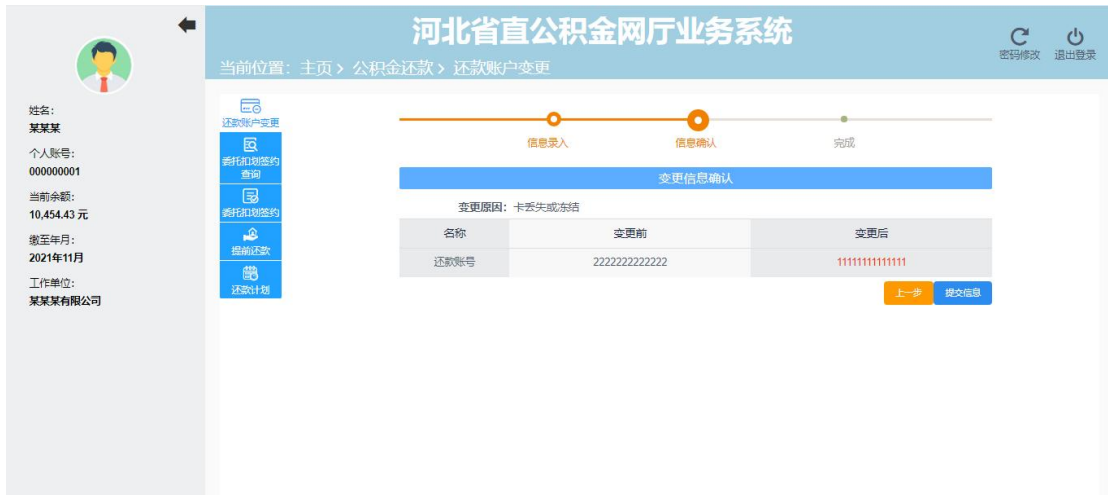 河北省直公积金网厅业务系统
密码修改
退出登录
当前位置：主页 > 公积金还款 > 还款账户变更
姓名：
某某某
个人账号：
000000001
当前余额：
10,454.43 元
缴至年月：
2021年11月
工作单位：
某某某有限公司
还款账户变更
委托扣划签约
查询
委托扣划签约
提前还款
还款计划
信息录入
信息确认
完成
变更信息确认
变更原因：卡丢失或冻结
名称 变更前 变更后
还款账号 2222222222222 11111111111111
上一步 提交信息